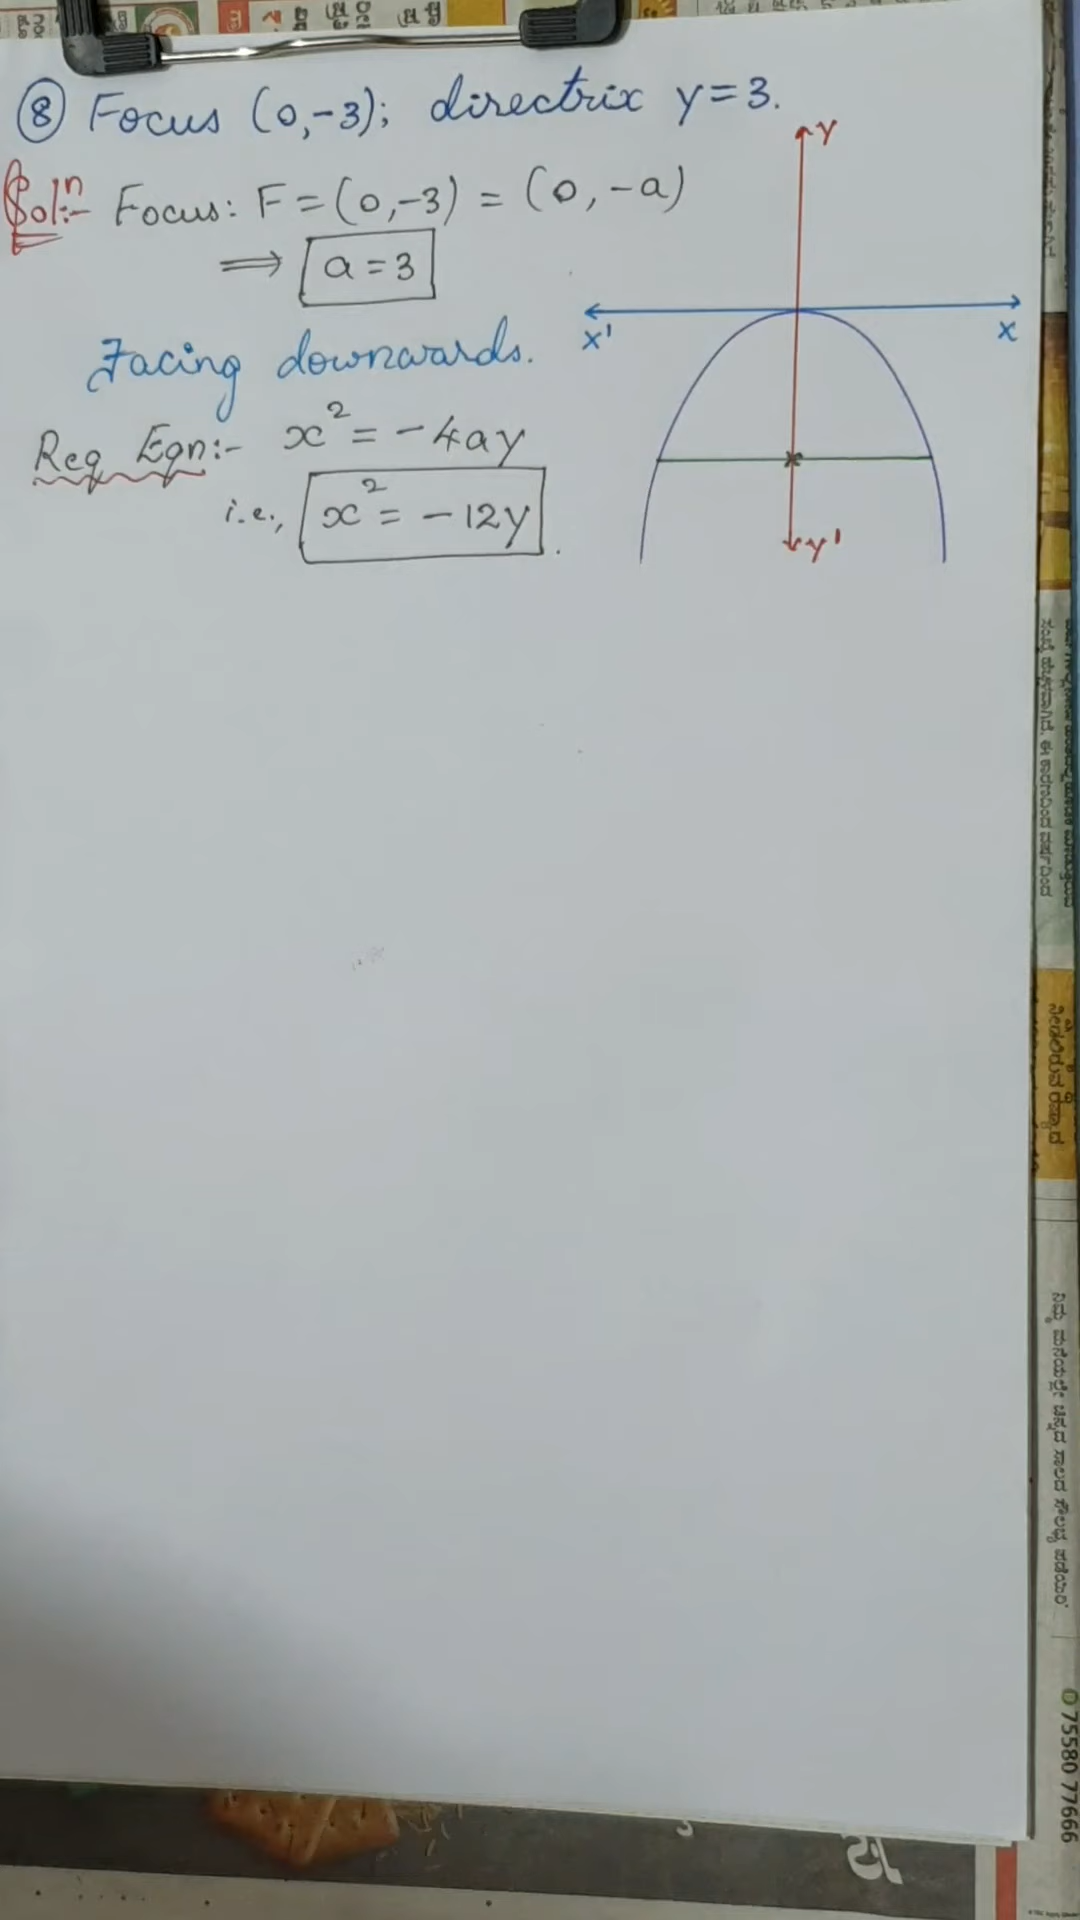 ⑧ Focus (0,-3); directrix y=3.
Solⁿ:- Focus: F = (0,-3) = (0,-a)
⟹ a = 3
Facing downwards.
Req Eqn:- x² = -4ay
i.e., x² = -12y.
Y
X' X
Y'
75580 77666